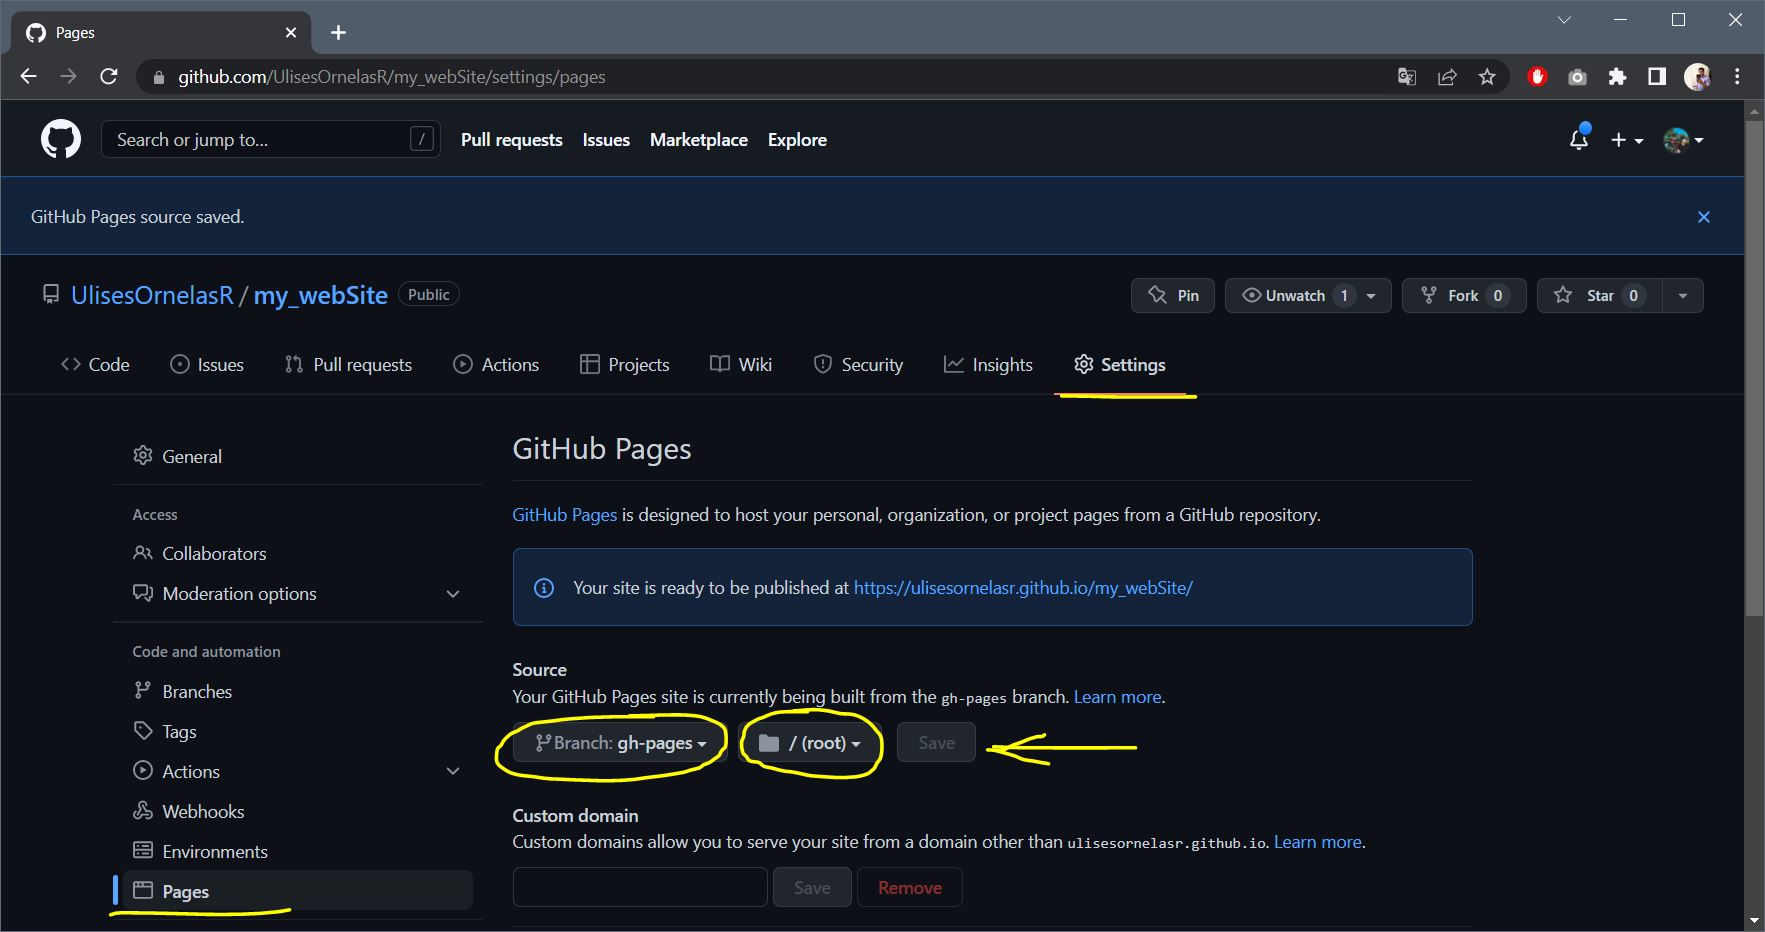 Pages
github.com/UlisesOrnelasR/my_webSite/settings/pages
Search or jump to... /
Pull requests Issues Marketplace Explore
GitHub Pages source saved.
UlisesOrnelasR / my_webSite Public
Pin Unwatch 1 Fork 0 Star 0
Code Issues Pull requests Actions Projects Wiki Security Insights Settings
General
Access
Collaborators
Moderation options
Code and automation
Branches
Tags
Actions
Webhooks
Environments
Pages
GitHub Pages
GitHub Pages is designed to host your personal, organization, or project pages from a GitHub repository.
Your site is ready to be published at https://ulisesornelasr.github.io/my_webSite/
Source
Your GitHub Pages site is currently being built from the gh-pages branch. Learn more.
Branch: gh-pages / (root) Save
Custom domain
Custom domains allow you to serve your site from a domain other than ulisesornelasr.github.io. Learn more.
Save Remove